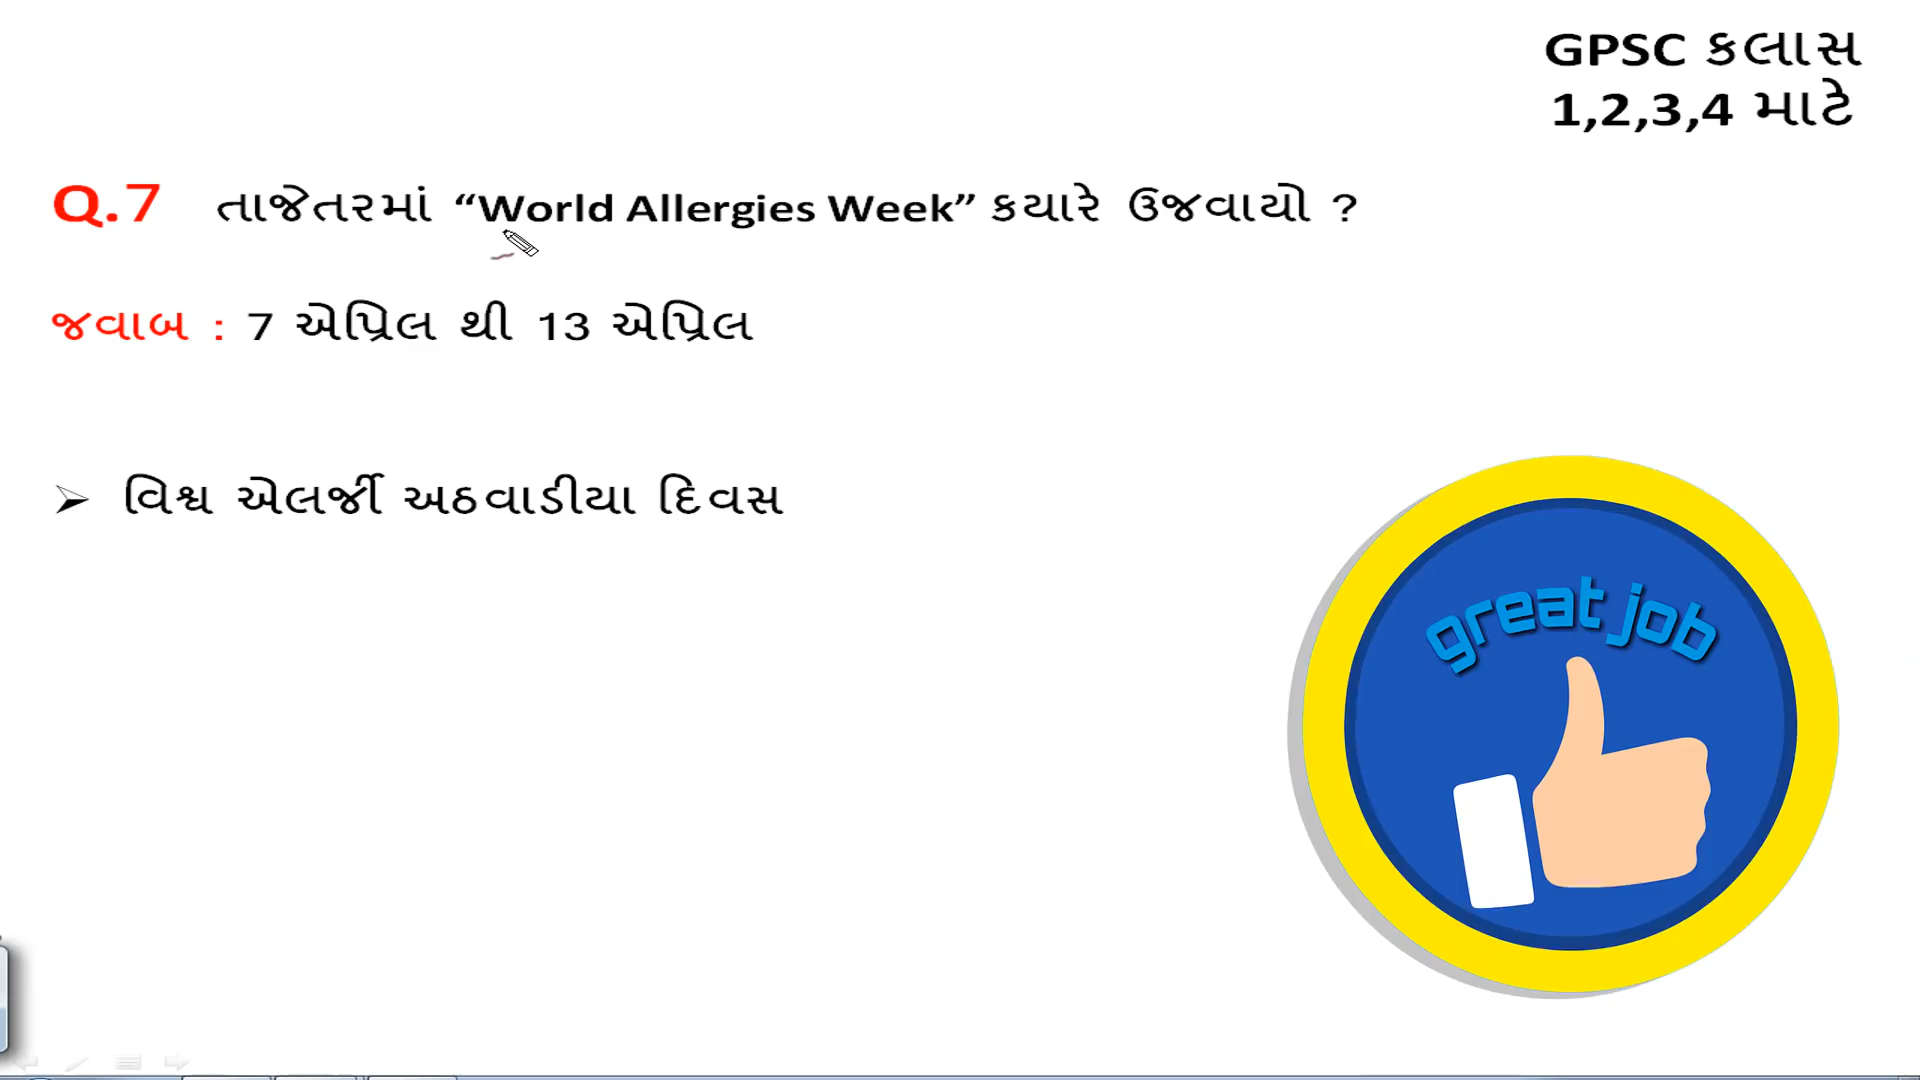 GPSC કલાસ
1,2,3,4 માટે
Q.7 તાજેતરમાં “World Allergies Week” કયારે ઉજવાયો ?
જવાબ : 7 એપ્રિલ થી 13 એપ્રિલ
➢ વિશ્વ એલર્જી અઠવાડીયા દિવસ
great job